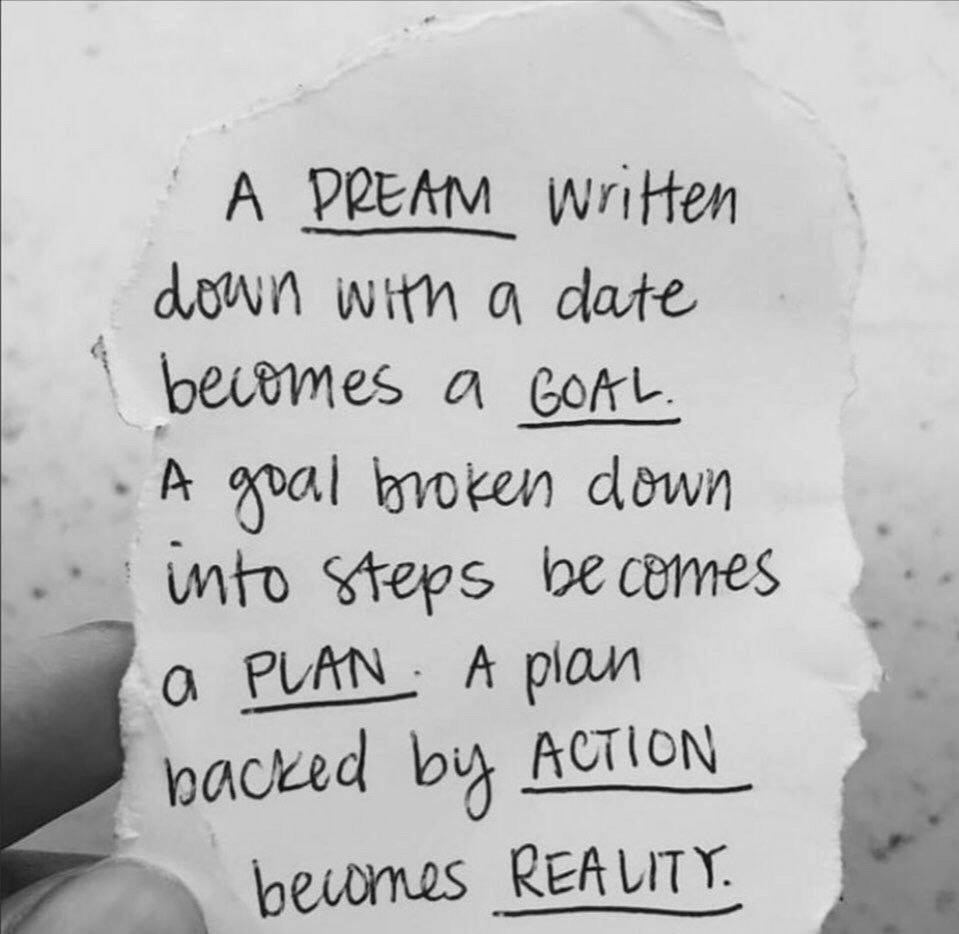 A DREAM written
down with a date
becomes a GOAL.
A goal broken down
into steps becomes
a PLAN. A plan
backed by ACTION
becomes REALITY.